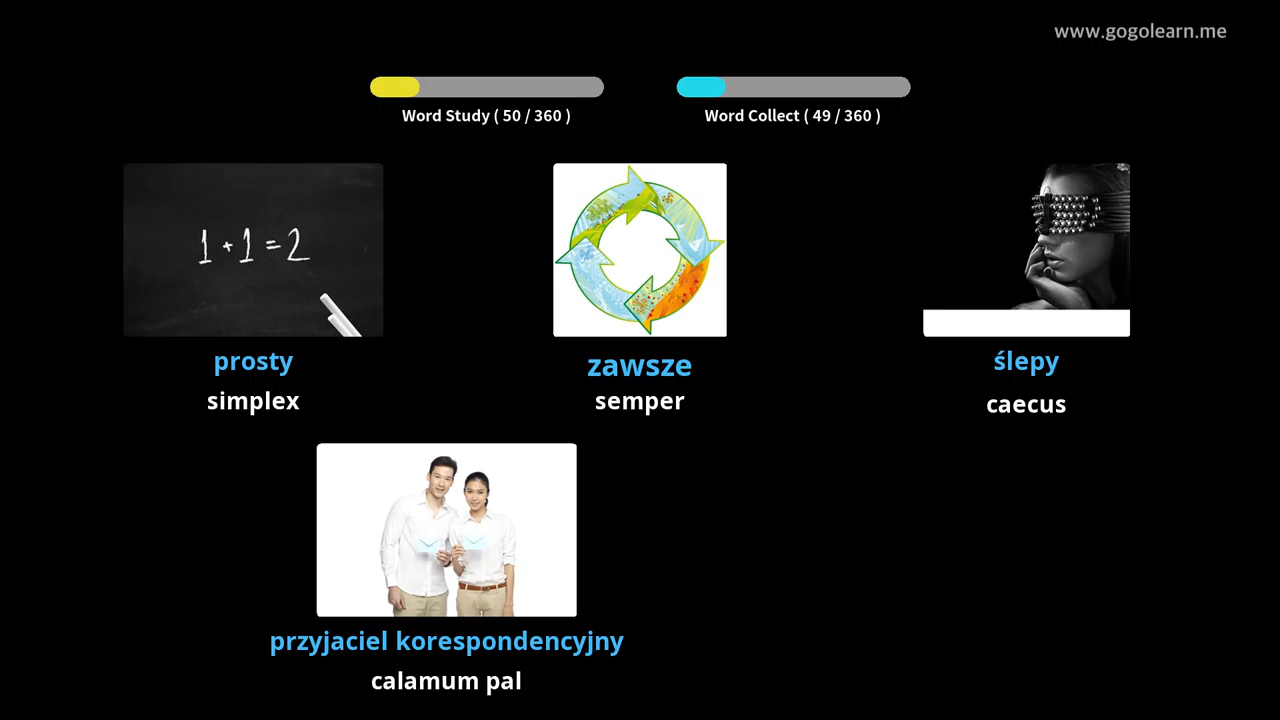 www.gogolearn.me
Word Study ( 50 / 360 )
Word Collect ( 49 / 360 )
1 + 1 = 2
prosty
simplex
zawsze
semper
ślepy
caecus
przyjaciel korespondencyjny
calamum pal